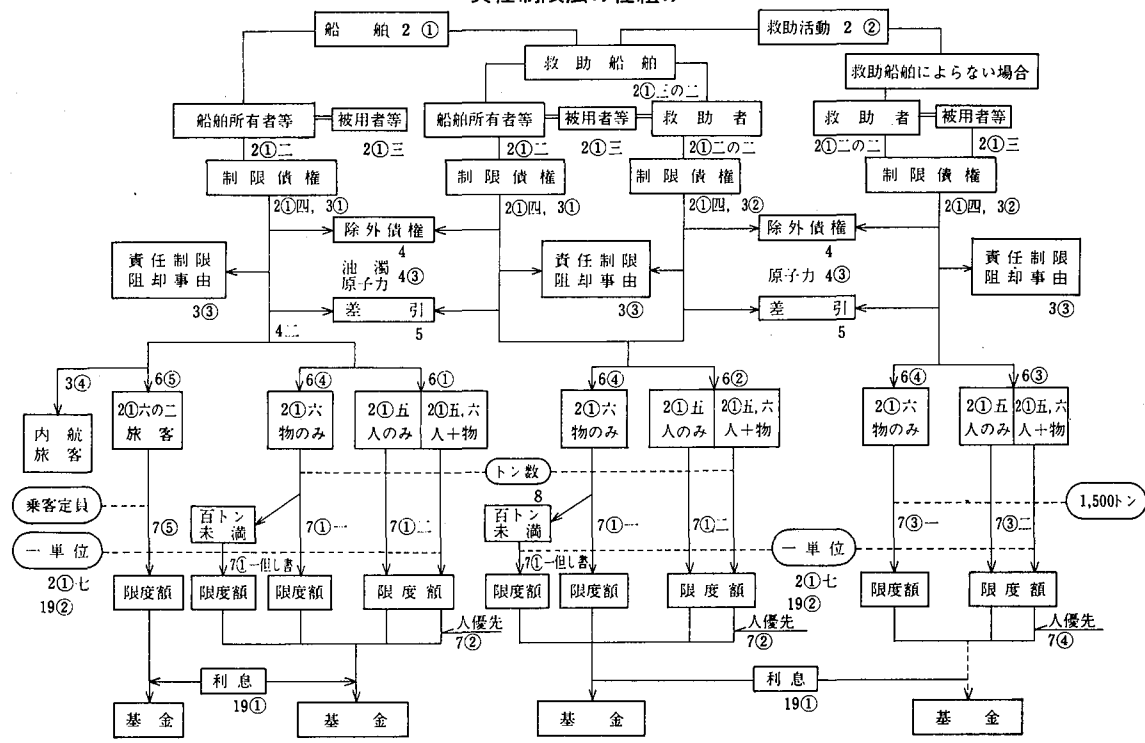 船舶 2①
救助活動 2②
救助船舶
救助船舶によらない場合
2①三の二
船舶所有者等
被用者等
船舶所有者等
被用者等
救助者
救助者
被用者等
2①二
2①三
2①二
2①三
2①二の二
2①二の二
2①三
制限債権
制限債権
制限債権
制限債権
2①四, 3①
2①四, 3①
2①四, 3②
2①四, 3②
除外債権
4
除外債権
4
責任制限
阻却事由
3③
油濁
原子力 4③
責任制限
阻却事由
3③
原子力 4③
責任制限
阻却事由
3③
差引
5
差引
5
4二
3④
6⑤
6④
6①
6④
6②
6④
6③
内航
旅客
2①六の二
旅客
2①六
物のみ
2①五
人のみ
2①五,六
人+物
2①六
物のみ
2①五
人のみ
2①五,六
人+物
2①六
物のみ
2①五
人のみ
2①五,六
人+物
トン数
8
乗客定員
1,500トン
百トン
未満
百トン
未満
7⑤
7①一
7①二
7①一
7①二
7③一
7③二
一単位
2①七
19②
一単位
2①七
19②
7①一但し書
7①一但し書
限度額
限度額
限度額
限度額
限度額
限度額
限度額
限度額
限度額
人優先
7②
人優先
7②
人優先
7④
利息
19①
利息
19①
基金
基金
基金
基金